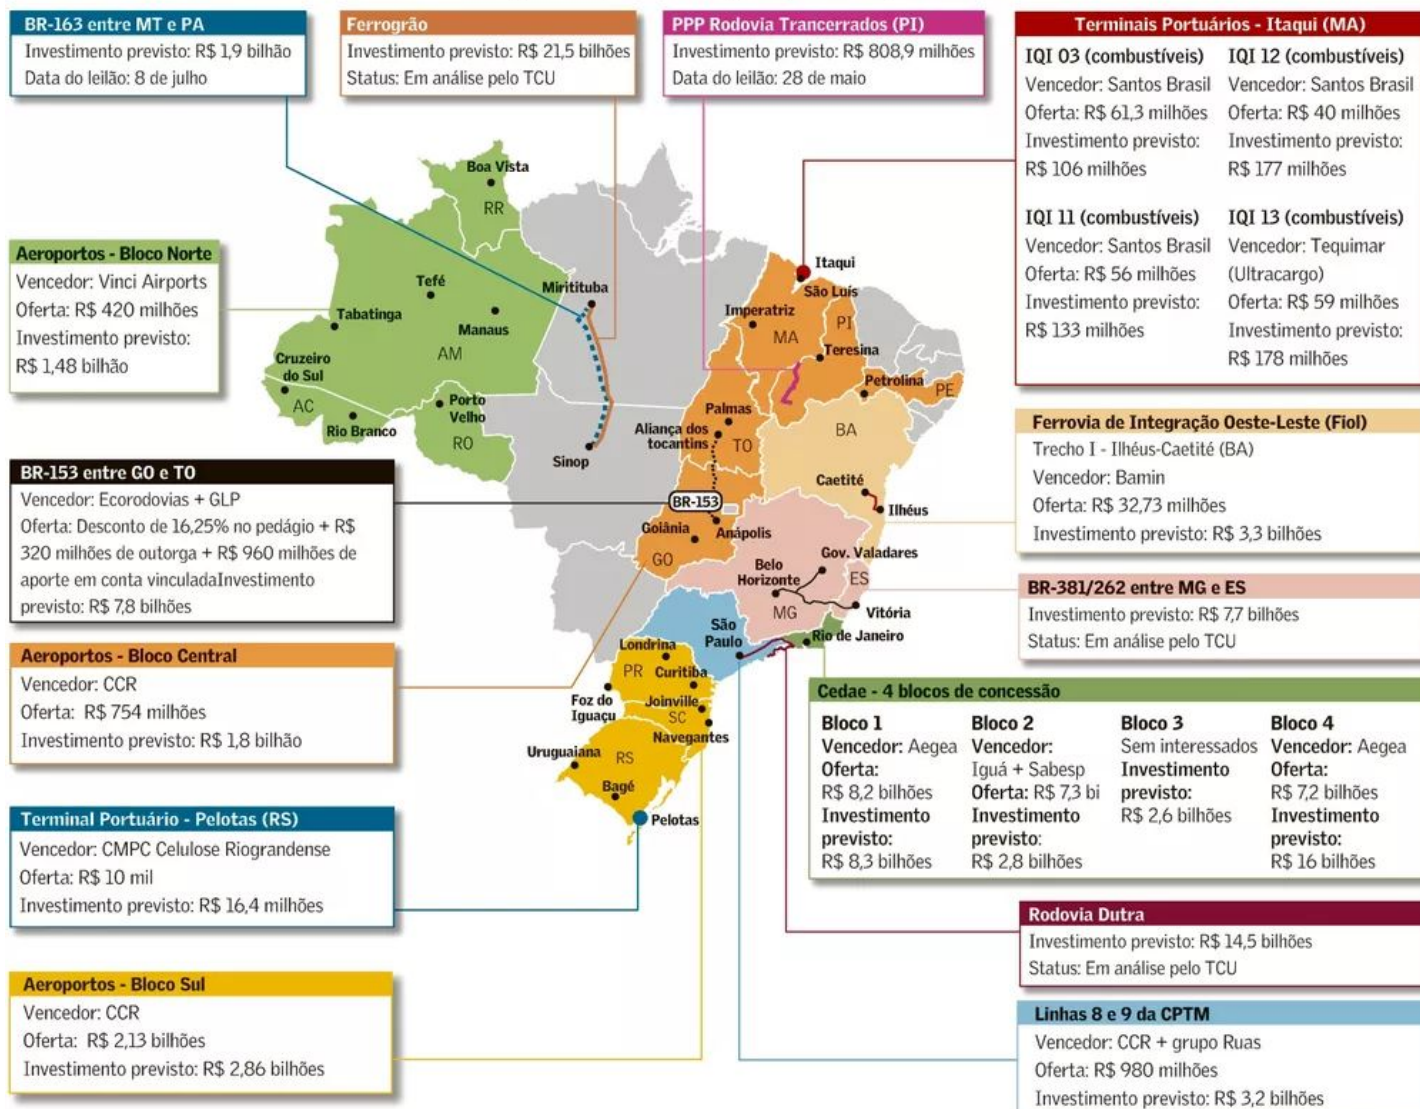 BR-163 entre MT e PA
Investimento previsto: R$ 1,9 bilhão
Data do leilão: 8 de julho
Ferrogrão
Investimento previsto: R$ 21,5 bilhões
Status: Em análise pelo TCU
PPP Rodovia Trancerrados (PI)
Investimento previsto: R$ 808,9 milhões
Data do leilão: 28 de maio
Terminais Portuários - Itaqui (MA)
IQI 03 (combustíveis)
Vencedor: Santos Brasil
Oferta: R$ 61,3 milhões
Investimento previsto:
R$ 106 milhões
IQI 12 (combustíveis)
Vencedor: Santos Brasil
Oferta: R$ 40 milhões
Investimento previsto:
R$ 177 milhões
IQI 11 (combustíveis)
Vencedor: Santos Brasil
Oferta: R$ 56 milhões
Investimento previsto:
R$ 133 milhões
IQI 13 (combustíveis)
Vencedor: Tequimar
(Ultracargo)
Oferta: R$ 59 milhões
Investimento previsto:
R$ 178 milhões
Aeroportos - Bloco Norte
Vencedor: Vinci Airports
Oferta: R$ 420 milhões
Investimento previsto:
R$ 1,48 bilhão
Boa Vista
RR
Tefé
Tabatinga
Manaus
AM
Cruzeiro
do Sul
AC
Rio Branco
Porto
Velho
RO
Miritituba
Sinop
Itaqui
São Luís
Imperatriz
MA
PI
Teresina
Petrolina
PE
Palmas
Aliança dos
tocantins
TO
BA
Caetité
Ilhéus
BR-153
Goiânia
Anápolis
GO
Gov. Valadares
Belo
Horizonte
ES
MG
Vitória
São
Paulo
Rio de Janeiro
Londrina
PR
Curitiba
Foz do
Iguaçu
Joinville
SC
Navegantes
Uruguaiana
RS
Bagé
Pelotas
BR-153 entre GO e TO
Vencedor: Ecorodovias + GLP
Oferta: Desconto de 16,25% no pedágio + R$
320 milhões de outorga + R$ 960 milhões de
aporte em conta vinculadaInvestimento
previsto: R$ 7,8 bilhões
Ferrovia de Integração Oeste-Leste (Fiol)
Trecho I - Ilhéus-Caetité (BA)
Vencedor: Bamin
Oferta: R$ 32,73 milhões
Investimento previsto: R$ 3,3 bilhões
BR-381/262 entre MG e ES
Investimento previsto: R$ 7,7 bilhões
Status: Em análise pelo TCU
Aeroportos - Bloco Central
Vencedor: CCR
Oferta: R$ 754 milhões
Investimento previsto: R$ 1,8 bilhão
Cedae - 4 blocos de concessão
Bloco 1
Vencedor: Aegea
Oferta:
R$ 8,2 bilhões
Investimento
previsto:
R$ 8,3 bilhões
Bloco 2
Vencedor:
Iguá + Sabesp
Oferta: R$ 7,3 bi
Investimento
previsto:
R$ 2,8 bilhões
Bloco 3
Sem interessados
Investimento
previsto:
R$ 2,6 bilhões
Bloco 4
Vencedor: Aegea
Oferta:
R$ 7,2 bilhões
Investimento
previsto:
R$ 16 bilhões
Terminal Portuário - Pelotas (RS)
Vencedor: CMPC Celulose Riograndense
Oferta: R$ 10 mil
Investimento previsto: R$ 16,4 milhões
Rodovia Dutra
Investimento previsto: R$ 14,5 bilhões
Status: Em análise pelo TCU
Aeroportos - Bloco Sul
Vencedor: CCR
Oferta: R$ 2,13 bilhões
Investimento previsto: R$ 2,86 bilhões
Linhas 8 e 9 da CPTM
Vencedor: CCR + grupo Ruas
Oferta: R$ 980 milhões
Investimento previsto: R$ 3,2 bilhões